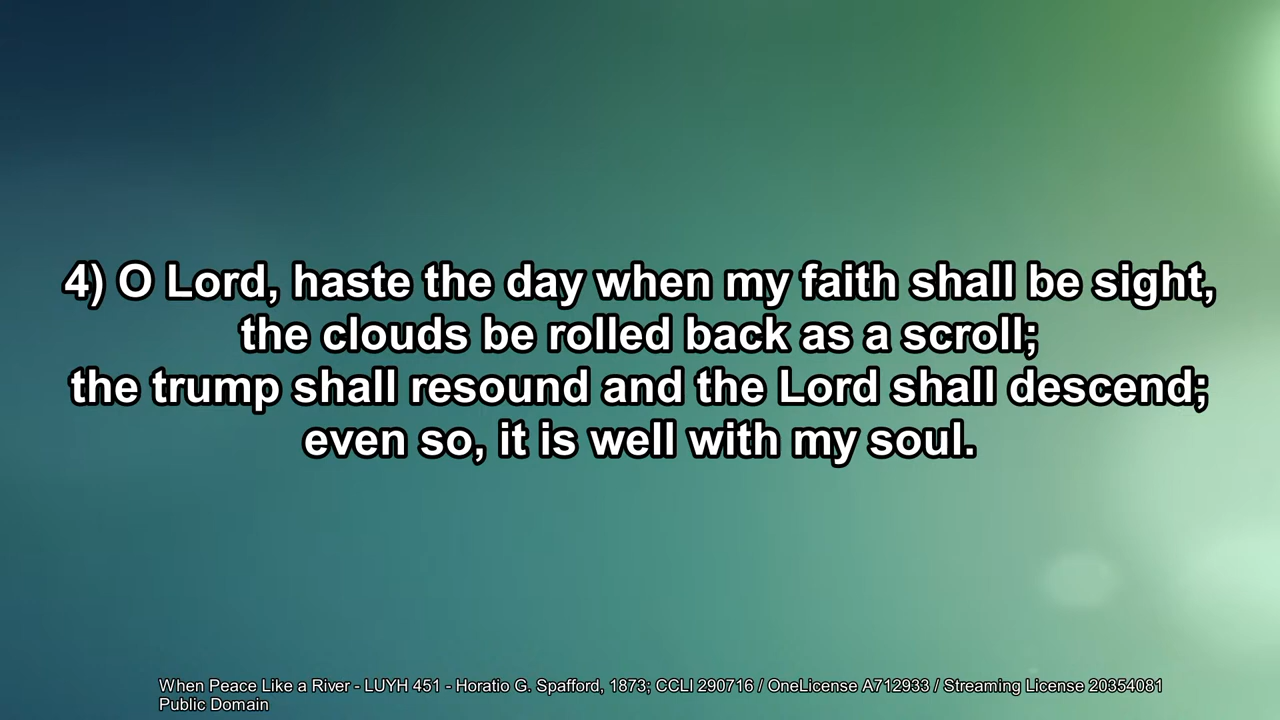 4) O Lord, haste the day when my faith shall be sight,
the clouds be rolled back as a scroll;
the trump shall resound and the Lord shall descend;
even so, it is well with my soul.
When Peace Like a River - LUYH 451 - Horatio G. Spafford, 1873; CCLI 290716 / OneLicense A712933 / Streaming License 20354081
Public Domain